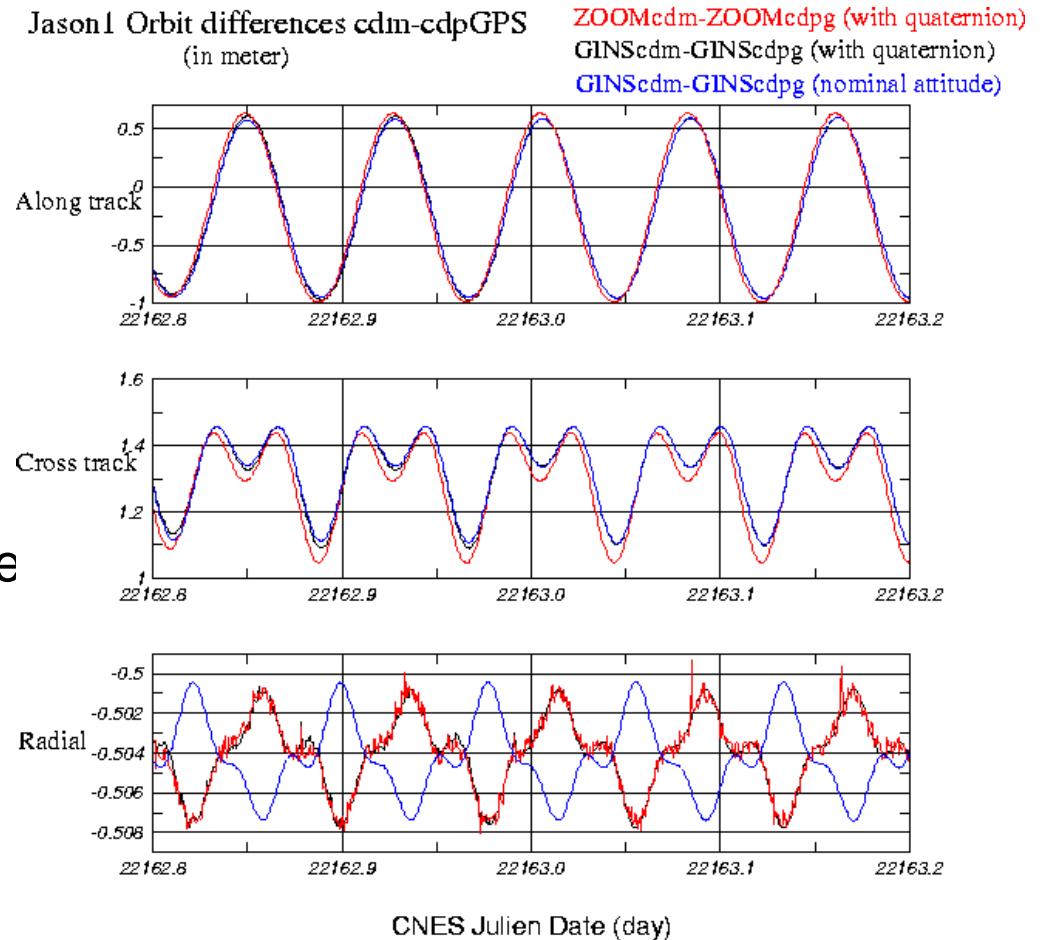 Jason1 Orbit differences cdm-cdpGPS
(in meter)
ZOOMcdm-ZOOMcdpg (with quaternion)
GINScdm-GINScdpg (with quaternion)
GINScdm-GINScdpg (nominal attitude)
0.5
0
Along track
-0.5
-1
22162.8 22162.9 22163.0 22163.1 22163.2
1.6
1.4
Cross track
1.2
e
1
22162.8 22162.9 22163.0 22163.1 22163.2
-0.5
-0.502
Radial
-0.504
-0.506
-0.508
22162.8 22162.9 22163.0 22163.1 22163.2
CNES Julien Date (day)